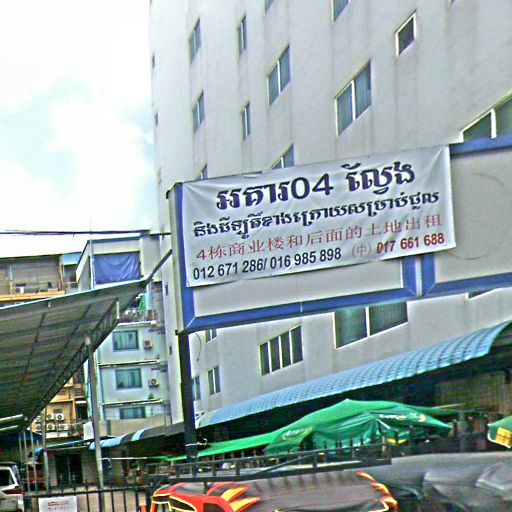 អគារ04 ល្វែង
និងដីឡូតិ៍ខាងក្រោយសម្រាប់ជួល
4栋商业楼和后面的土地出租
012 671 286/ 016 985 898 (中) 017 661 688